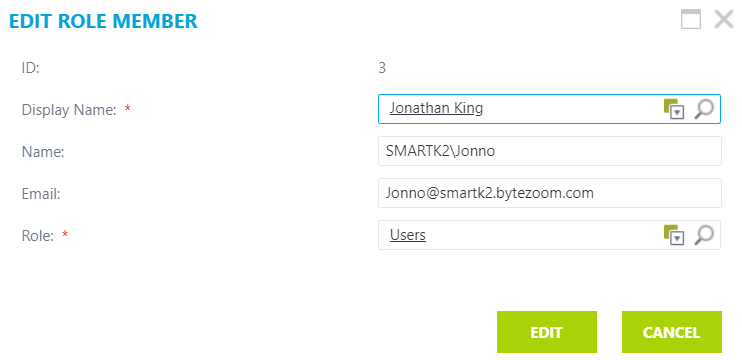 EDIT ROLE MEMBER
ID: 3
Display Name: * Jonathan King
Name: SMARTK2\Jonno
Email: Jonno@smartk2.bytezoom.com
Role: * Users
EDIT CANCEL